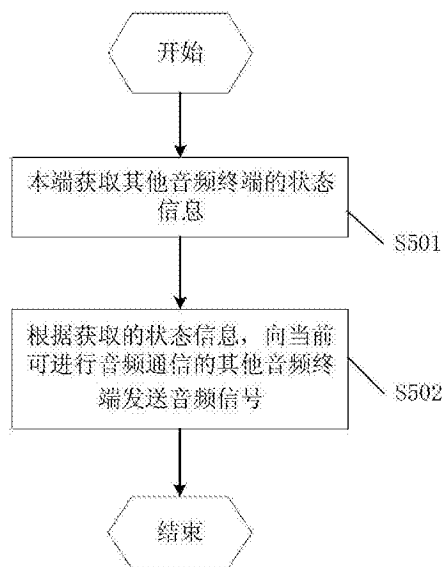 开始
本端获取其他音频终端的状态
信息
S501
根据获取的状态信息，向当前
可进行音频通信的其他音频终
端发送音频信号
S502
结束